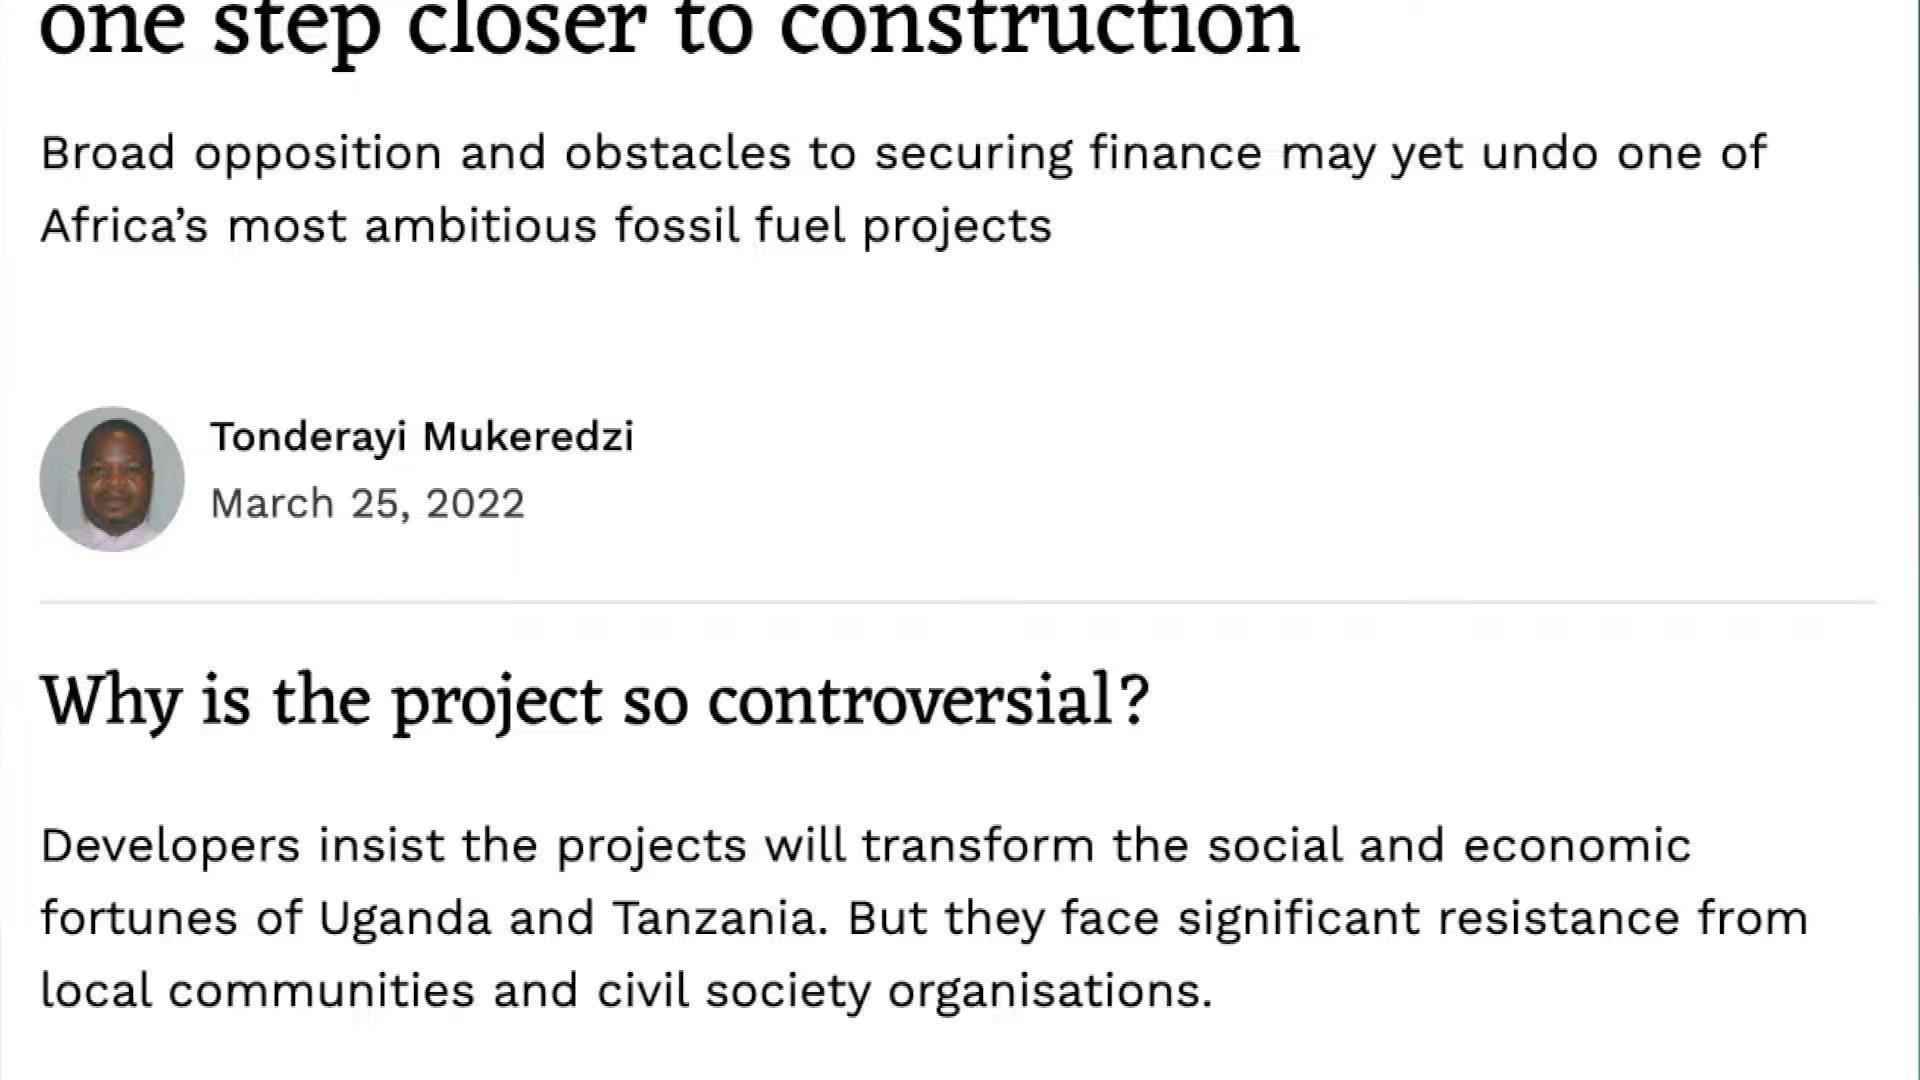 one step closer to construction
Broad opposition and obstacles to securing finance may yet undo one of
Africa’s most ambitious fossil fuel projects
Tonderayi Mukeredzi
March 25, 2022
Why is the project so controversial?
Developers insist the projects will transform the social and economic
fortunes of Uganda and Tanzania. But they face significant resistance from
local communities and civil society organisations.